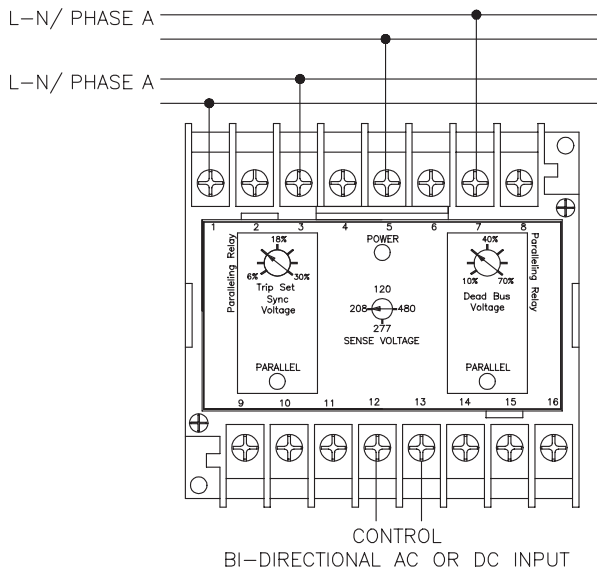 L-N/ PHASE A
L-N/ PHASE A
1 2 3 4 5 6 7 8
Paralleling Relay
18%
6% 30%
Trip Set
Sync
Voltage
PARALLEL
POWER
120
208 480
277
SENSE VOLTAGE
40%
10% 70%
Dead Bus
Voltage
PARALLEL
Paralleling Relay
9 10 11 12 13 14 15 16
CONTROL
BI-DIRECTIONAL AC OR DC INPUT